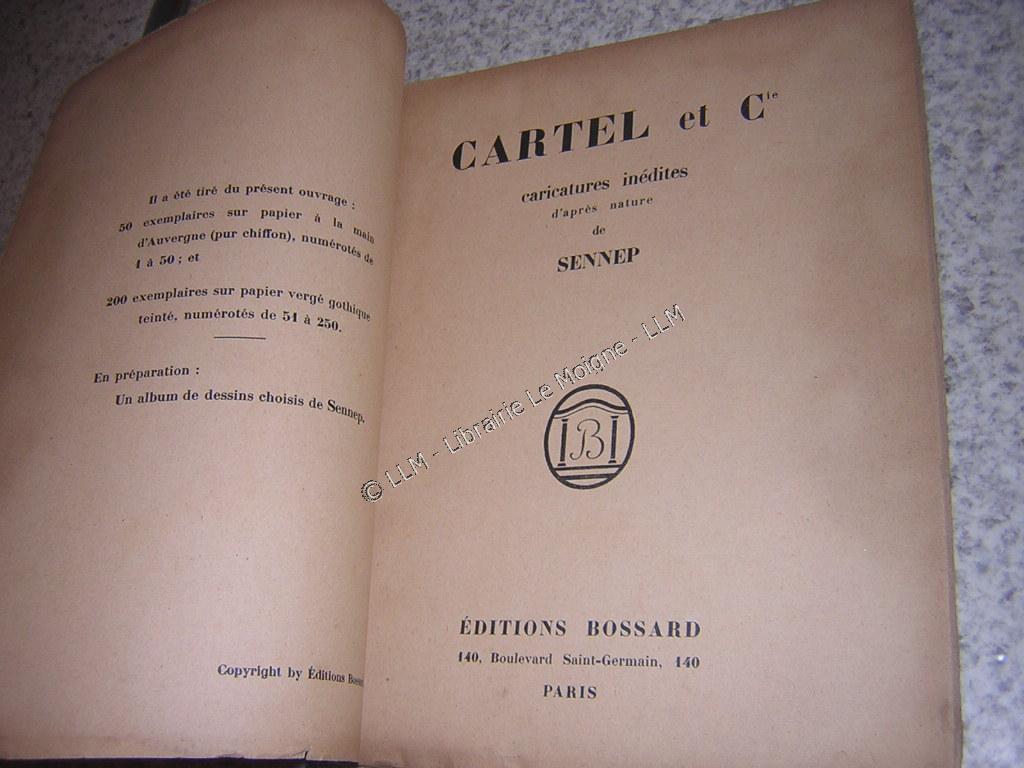 Il a été tiré du présent ouvrage :
50 exemplaires sur papier à la main
d'Auvergne (pur chiffon), numérotés de
1 à 50 ; et
200 exemplaires sur papier vergé gothique
teinté, numérotés de 51 à 250.
En préparation :
Un album de dessins choisis de Sennep.
Copyright by Éditions
CARTEL et Cie
caricatures inédites
d'après nature
de
SENNEP
B
ÉDITIONS BOSSARD
140, Boulevard Saint-Germain, 140
PARIS
© LLM - Librairie Le Moigne - LLM